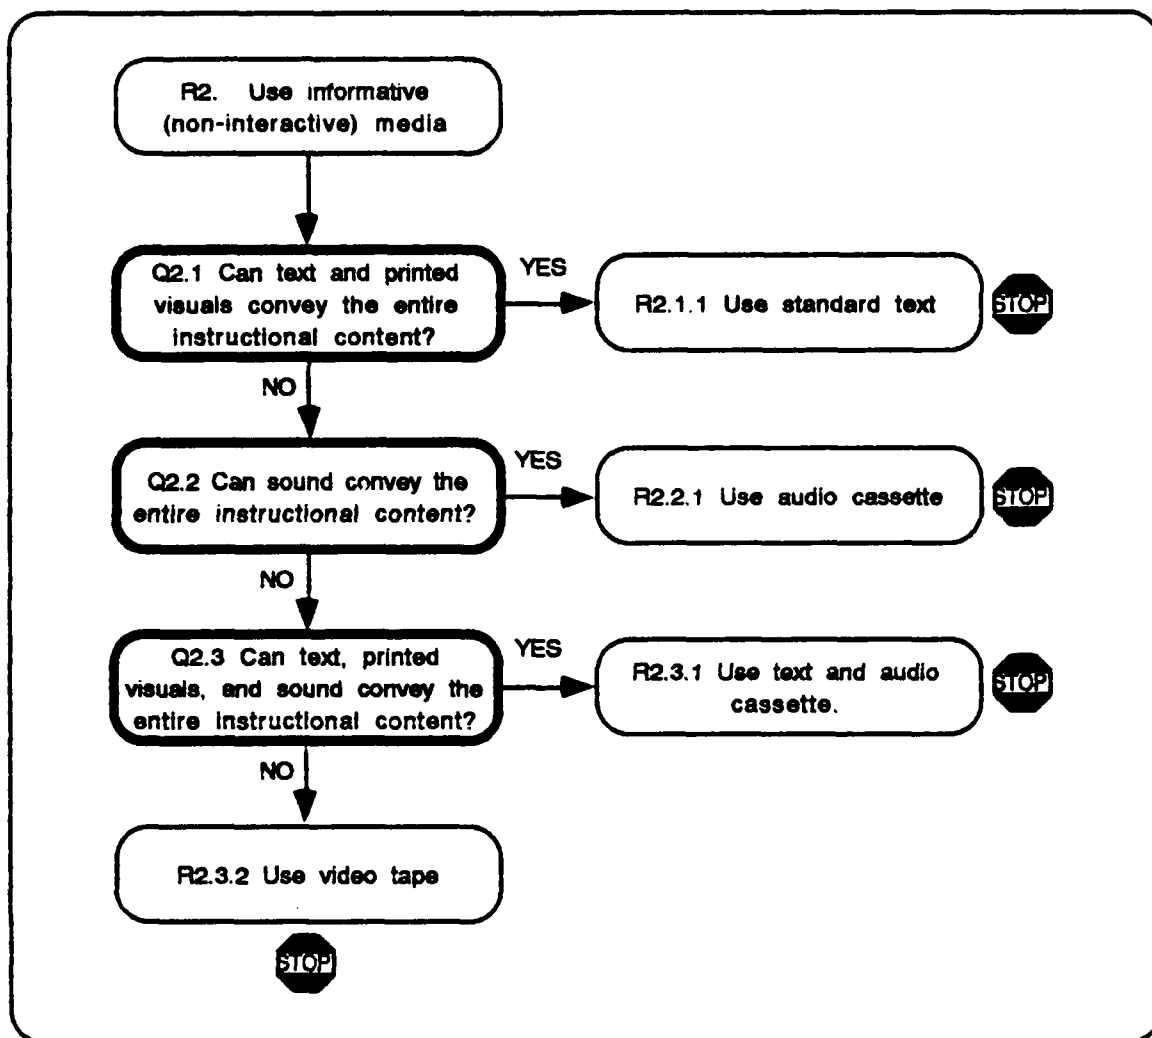 R2. Use informative
(non-interactive) media
Q2.1 Can text and printed
visuals convey the entire
instructional content?
YES
R2.1.1 Use standard text
STOP
NO
Q2.2 Can sound convey the
entire instructional content?
YES
R2.2.1 Use audio cassette
STOP
NO
Q2.3 Can text, printed
visuals, and sound convey the
entire instructional content?
YES
R2.3.1 Use text and audio
cassette.
STOP
NO
R2.3.2 Use video tape
STOP